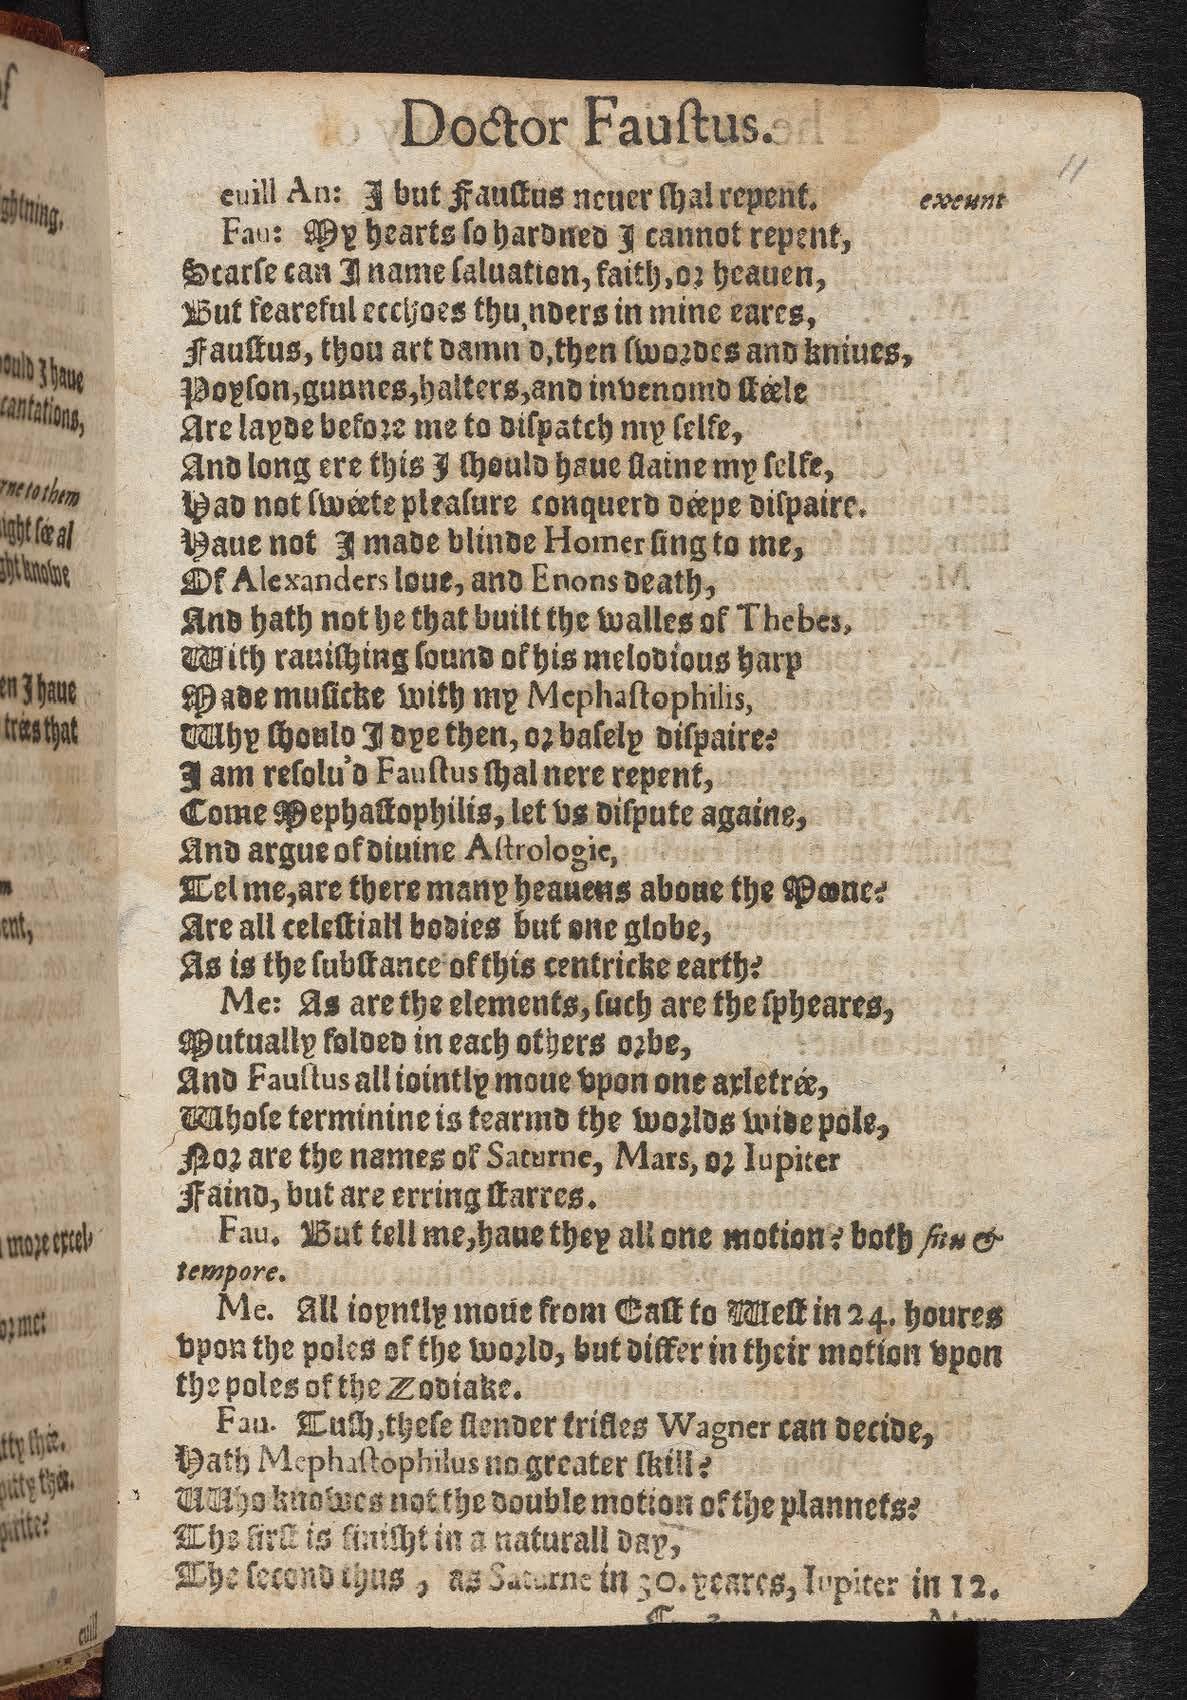 Doctor Fauſtus.
11
euill An: I but Fauſtus neuer ſhal repent. exeunt
Fau: My hearts ſo hardned I cannot repent,
Scarſe can I name ſaluation, faith, or heauen,
But fearefull ecchoes thunders in mine eares,
Fauſtus, thou art damn d, then ſwordes and kniues,
Poyſon, gunnes, halters, and invenomd ſteele
Are layde before me to diſpatch my ſelfe,
And long ere this I ſhould haue ſlaine my ſelfe,
Had not ſweete pleaſure conquerd deepe diſpaire.
Haue not I made blinde Homer ſing to me,
Of Alexanders loue, and Enons death,
And hath not he that built the walles of Thebes,
With rauiſhing ſound of his melodious harp
Made muſicke with my Mephaſtophilis,
Why ſhould I dye then, or baſely diſpaire?
I am reſolu'd Fauſtus ſhal nere repent,
Come Mephaſtophilis, let vs diſpute againe,
And argue of diuine Aſtrologie,
Tel me, are there many heauens aboue the Moone?
Are all celeſtiall bodies but one globe,
As is the ſubſtance of this centricke earth?
Me: As are the elements, ſuch are the ſpheares,
Mutually folded in each others orbe,
And Fauſtus all iointly moue vpon one axletree,
Whoſe terminine is tearmd the worlds wide pole,
Nor are the names of Saturne, Mars, or Iupiter
Faind, but are erring ſtarres.
Fau. But tell me, haue they all one motion? both ſitu &
tempore.
Me. All ioyntly moue from Eaſt to Weſt in 24. houres
vpon the poles of the world, but differ in their motion vpon
the poles of the Zodiake.
Fau. Tuſh, theſe ſlender trifles Wagner can decide,
Hath Mephaſtophilus no greater ſkill?
Who knowes not the double motion of the plannets?
The firſt is finiſht in a naturall day,
The ſecond thus, as Saturne in 30. yeares, Iupiter in 12.